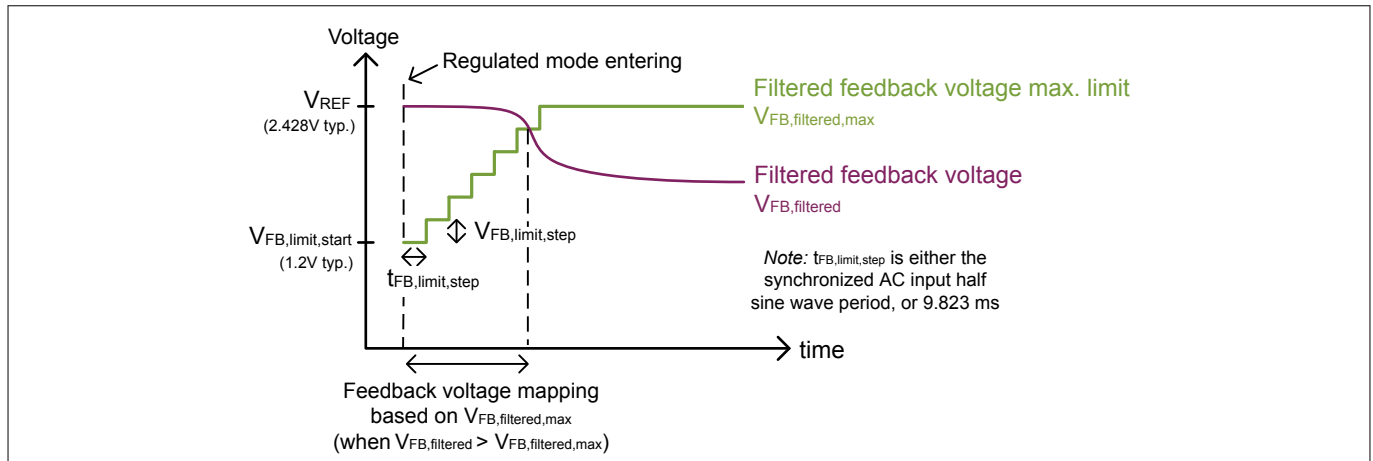 Voltage
Regulated mode entering
VREF
(2.428V typ.)
Filtered feedback voltage max. limit
VFB,filtered,max
Filtered feedback voltage
VFB,filtered
VFB,limit,start
(1.2V typ.)
VFB,limit,step
tFB,limit,step
Note: tFB,limit,step is either the
synchronized AC input half
sine wave period, or 9.823 ms
time
Feedback voltage mapping
based on VFB,filtered,max
(when VFB,filtered > VFB,filtered,max)